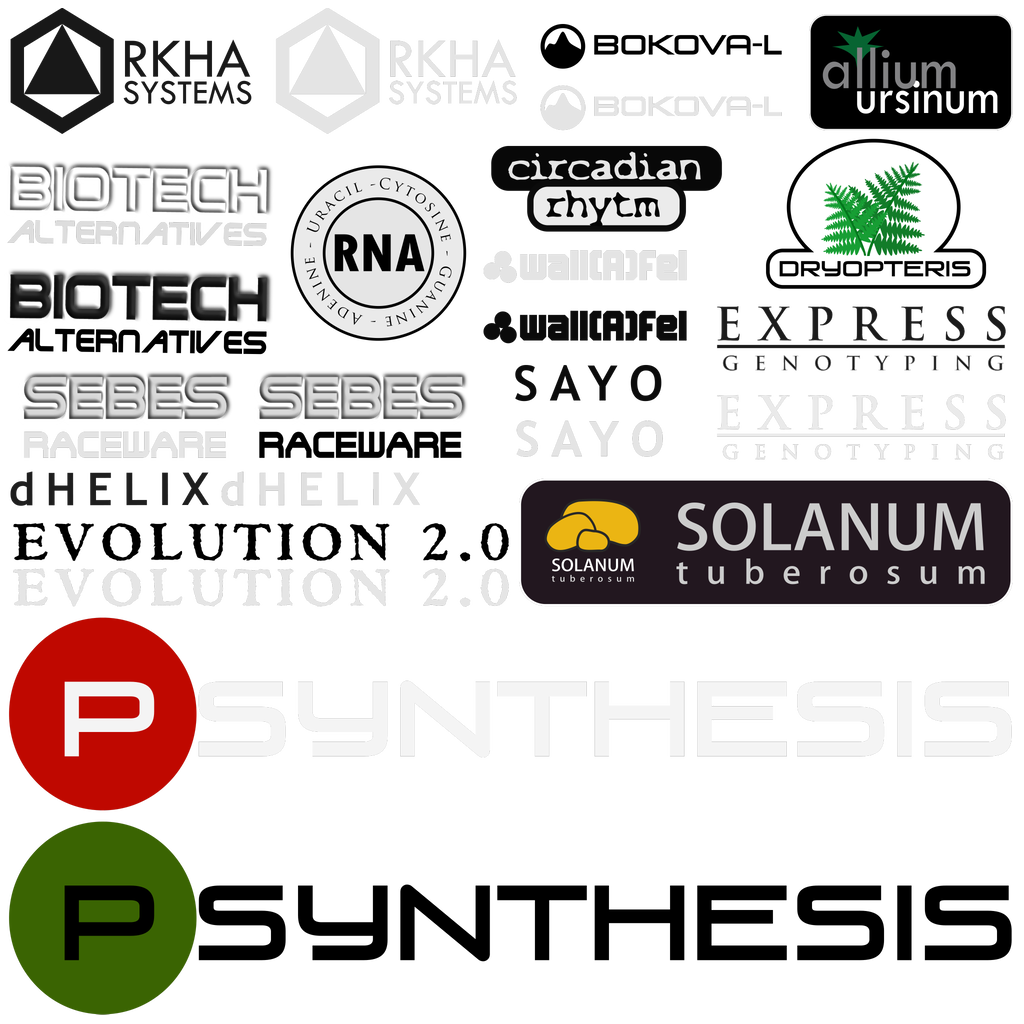 RKHA
SYSTEMS
RKHA
SYSTEMS
BOKOVA-L
BOKOVA-L
allium
ursinum
BIOTECH
ALTERNATIVES
ADENINE - URACIL - CYTOSINE - GUANINE -
RNA
circadian
rhytm
DRYOPTERIS
wall(A)Fel
BIOTECH
ALTERNATIVES
wall(A)Fel
EXPRESS
GENOTYPING
SEBES
RACEWARE
SEBES
RACEWARE
SAYO
SAYO
EXPRESS
GENOTYPING
dHELIX
dHELIX
EVOLUTION 2.0
EVOLUTION 2.0
SOLANUM
tuberosum
SOLANUM
tuberosum
PSYNTHESIS
PSYNTHESIS